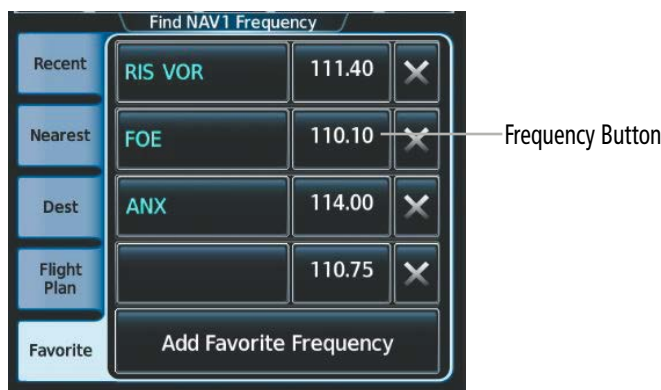 Find NAV1 Frequency
Recent
RIS VOR 111.40
Nearest
FOE 110.10
Frequency Button
Dest
ANX 114.00
Flight
Plan
110.75
Favorite
Add Favorite Frequency